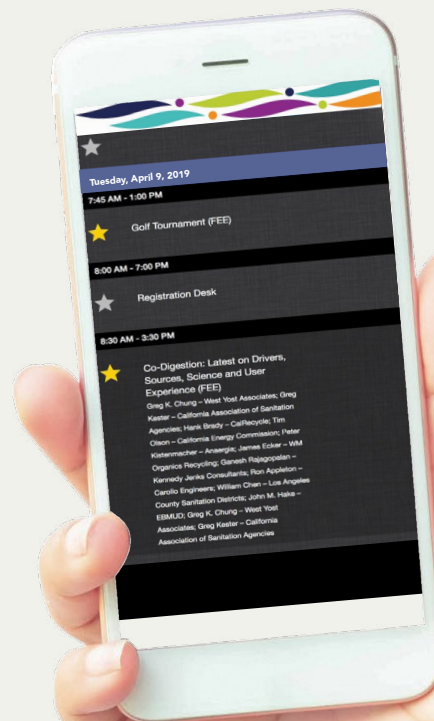 Tuesday, April 9, 2019
7:45 AM - 1:00 PM
Golf Tournament (FEE)
8:00 AM - 7:00 PM
Registration Desk
8:30 AM - 3:30 PM
Co-Digestion: Latest on Drivers,
Sources, Science and User
Experience (FEE)
Greg K. Chung – West Yost Associates; Greg
Kester – California Association of Sanitation
Agencies; Hank Brady – CalRecycle; Tim
Olson – California Energy Commission; Peter
Kistenmacher – Anaergia; James Ecker – WM
Organics Recycling; Ganesh Rajagopalan –
Kennedy Jenks Consultants; Ron Appleton –
Carollo Engineers; William Chen – Los Angeles
County Sanitation Districts; John M. Hake –
EBMUD; Greg K. Chung – West Yost
Associates; Greg Kester – California
Association of Sanitation Agencies